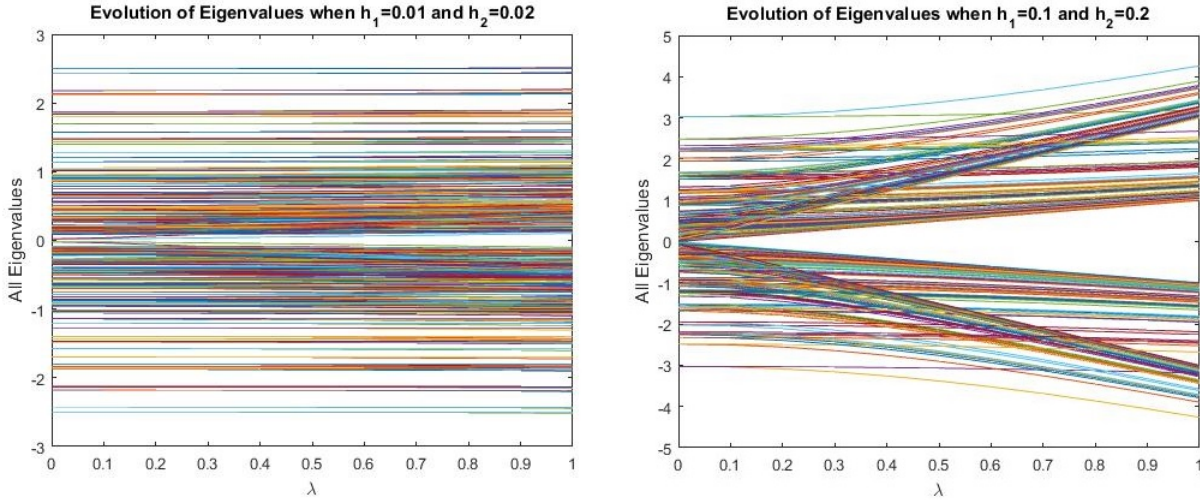 Evolution of Eigenvalues when h₁=0.01 and h₂=0.02
All Eigenvalues
3
2
1
0
-1
-2
-3
0 0.1 0.2 0.3 0.4 0.5 0.6 0.7 0.8 0.9 1
λ
Evolution of Eigenvalues when h₁=0.1 and h₂=0.2
All Eigenvalues
5
4
3
2
1
0
-1
-2
-3
-4
-5
0 0.1 0.2 0.3 0.4 0.5 0.6 0.7 0.8 0.9 1
λ